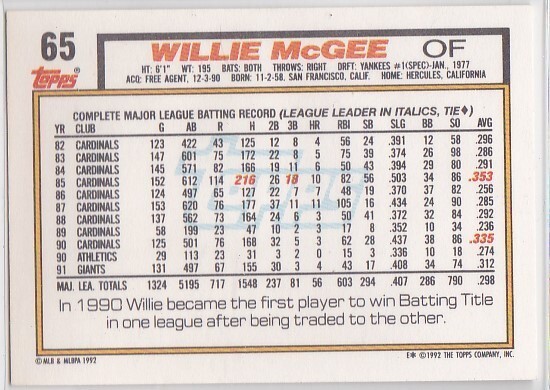 65 WILLIE McGEE OF
Topps®
HT: 6'1" WT: 195 BATS: BOTH THROWS: RIGHT DRFT: YANKEES #1(SPEC)-JAN., 1977
ACQ: FREE AGENT, 12-3-90 BORN: 11-2-58, SAN FRANCISCO, CALIF. HOME: HERCULES, CALIFORNIA
COMPLETE MAJOR LEAGUE BATTING RECORD (LEAGUE LEADER IN ITALICS, TIE♦)
YR CLUB G AB R H 2B 3B HR RBI SB SLG BB SO AVG
82 CARDINALS 123 422 43 125 12 8 4 56 24 .391 12 58 .296
83 CARDINALS 147 601 75 172 22 8 5 75 39 .374 26 98 .286
84 CARDINALS 145 571 82 166 19 11 6 50 43 .394 29 80 .291
85 CARDINALS 152 612 114 216 26 18 10 82 56 .503 34 86 .353
86 CARDINALS 124 497 65 127 22 7 7 48 19 .370 37 82 .256
87 CARDINALS 153 620 76 177 37 11 11 105 16 .434 24 90 .285
88 CARDINALS 137 562 73 164 24 6 3 50 41 .372 32 84 .292
89 CARDINALS 58 199 23 47 10 2 3 17 8 .352 10 34 .236
90 CARDINALS 125 501 76 168 32 5 3 62 28 .437 38 86 .335
90 ATHLETICS 29 113 23 31 3 2 0 15 3 .336 10 18 .274
91 GIANTS 131 497 67 155 30 3 4 43 17 .408 34 74 .312
MAJ. LEA. TOTALS 1324 5195 717 1548 237 81 56 603 294 .407 286 790 .298
In 1990 Willie became the first player to win Batting Title
in one league after being traded to the other.
© MLB & MLBPA 1992 E* ©1992 THE TOPPS COMPANY, INC.